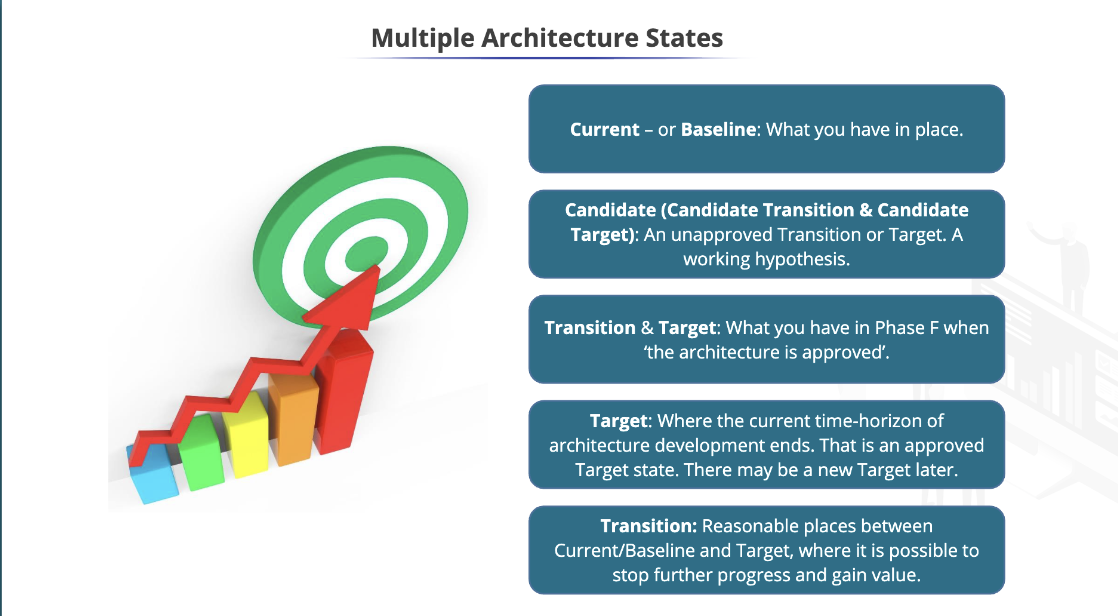 Multiple Architecture States
Current – or Baseline: What you have in place.
Candidate (Candidate Transition & Candidate
Target): An unapproved Transition or Target. A
working hypothesis.
Transition & Target: What you have in Phase F when
‘the architecture is approved’.
Target: Where the current time-horizon of
architecture development ends. That is an approved
Target state. There may be a new Target later.
Transition: Reasonable places between
Current/Baseline and Target, where it is possible to
stop further progress and gain value.